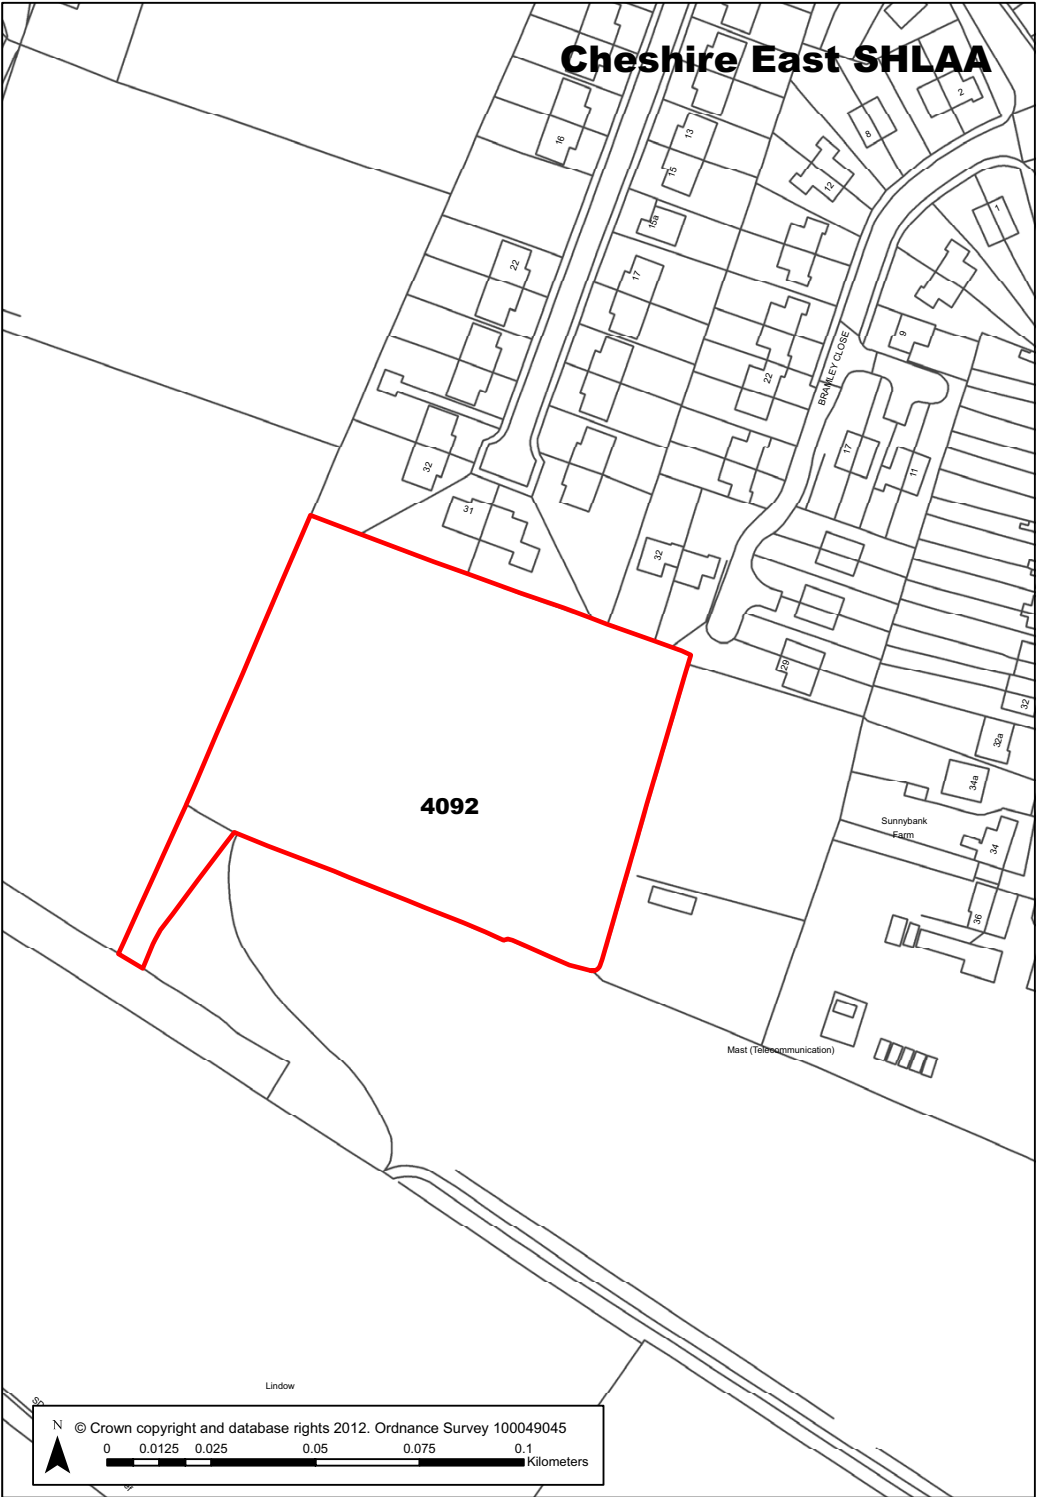 Cheshire East SHLAA
2
8
16
13
15
12
15a
1
22
17
9
BRAMLEY CLOSE
22
17
11
32
31
32
29
32
32a
34a
4092
Sunnybank
Farm
34
36
Mast (Telecommunication)
Lindow
N
© Crown copyright and database rights 2012. Ordnance Survey 100049045
0 0.0125 0.025 0.05 0.075 0.1
Kilometers